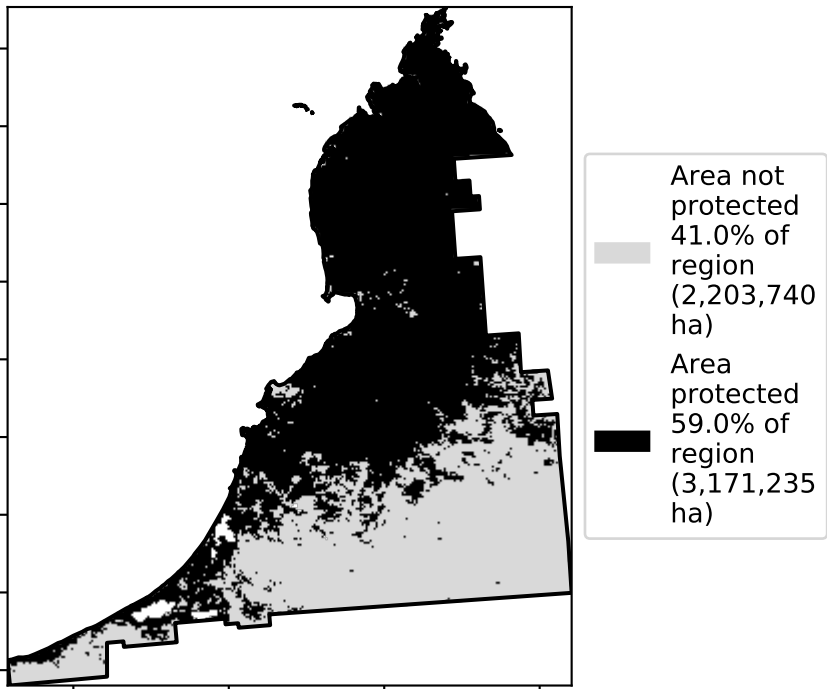 Area not
protected
41.0% of
region
(2,203,740
ha)
Area
protected
59.0% of
region
(3,171,235
ha)